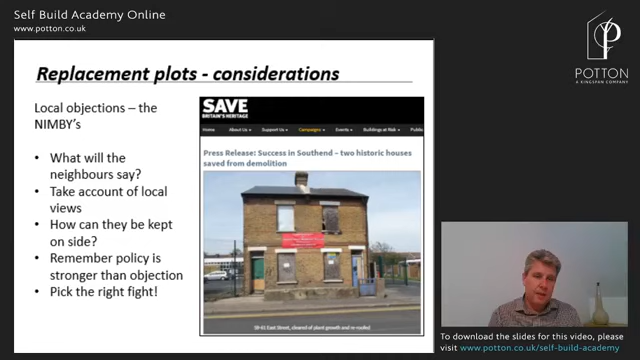 Self Build Academy Online
www.potton.co.uk
POTTON
A KINGSPAN COMPANY
Replacement plots - considerations
Local objections – the
NIMBY's
• What will the
neighbours say?
• Take account of local
views
• How can they be kept
on side?
• Remember policy is
stronger than objection
• Pick the right fight!
SAVE
BRITAIN'S HERITAGE
Home About Us Support Us Campaigns Events Buildings at Risk
Press Release: Success in Southend – two historic houses
saved from demolition
59-61 East Street, cleared of plant growth and re-roofed
To download the slides for this video, please
visit www.potton.co.uk/self-build-academy